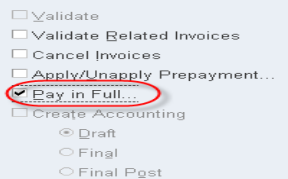 Validate
Validate Related Invoices
Cancel Invoices
Apply/Unapply Prepayment...
Pay in Full...
Create Accounting
Draft
Final
Final Post